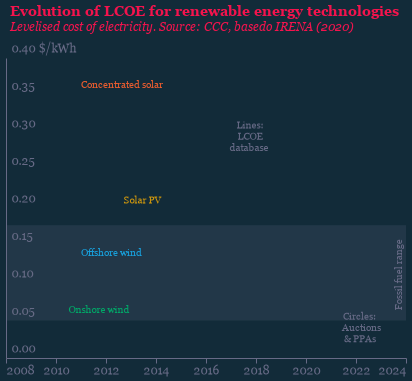 Evolution of LCOE for renewable energy technologies
Levelised cost of electricity. Source: CCC, basedo IRENA (2020)
0.40 $/kWh
0.35
Concentrated solar
0.30
Lines:
LCOE
database
0.25
0.20
Solar PV
0.15
Offshore wind
Fossil fuel range
0.10
0.05
Onshore wind
Circles:
Auctions
& PPAs
0.00
2008 2010 2012 2014 2016 2018 2020 2022 2024